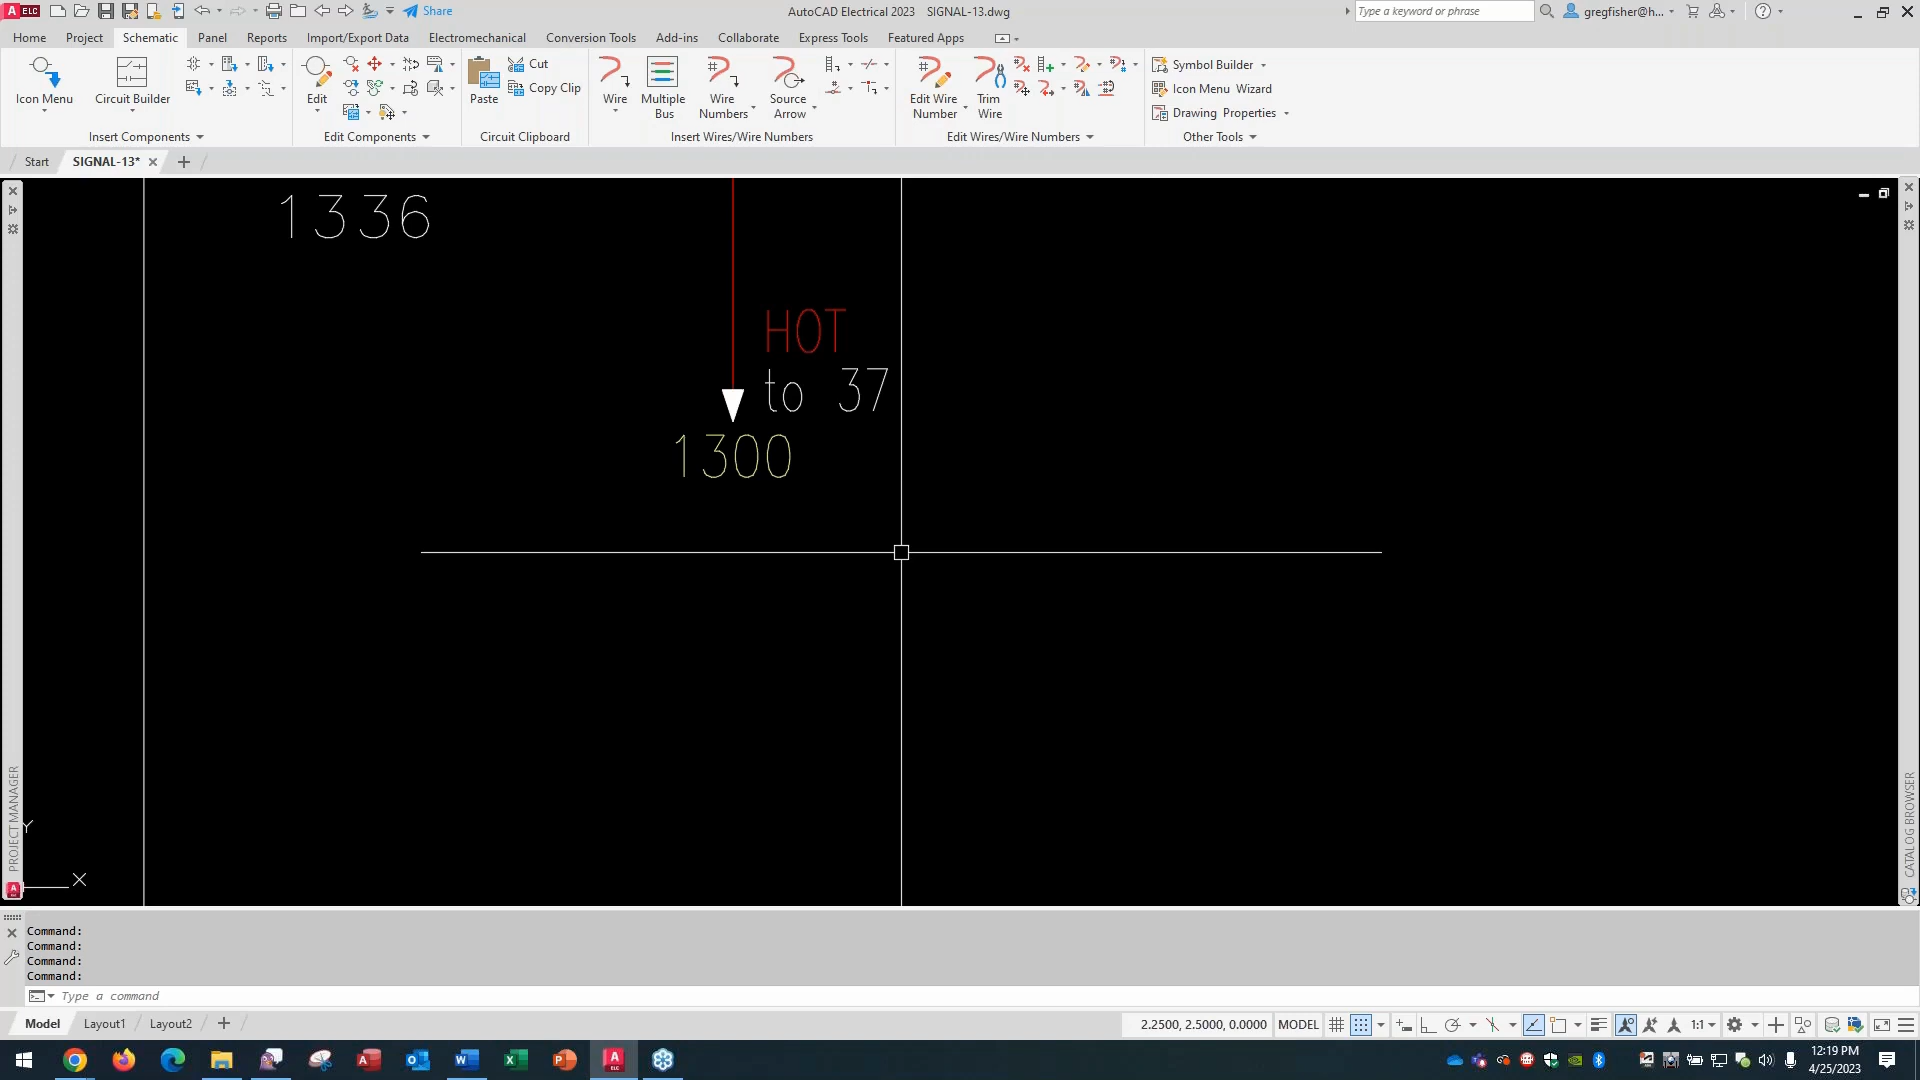 A ELC
Share
AutoCAD Electrical 2023 SIGNAL-13.dwg
Type a keyword or phrase
gregfisher@h...
Home Project Schematic Panel Reports Import/Export Data Electromechanical Conversion Tools Add-ins Collaborate Express Tools Featured Apps
Icon Menu
Circuit Builder
Insert Components
Edit
Edit Components
Paste
Cut
Copy Clip
Circuit Clipboard
Wire
Multiple Bus
Wire Numbers
Source Arrow
Insert Wires/Wire Numbers
Edit Wire Number
Trim Wire
Edit Wires/Wire Numbers
Symbol Builder
Icon Menu Wizard
Drawing Properties
Other Tools
Start SIGNAL-13*
1336
HOT
to 37
1300
PROJECT MANAGER
CATALOG BROWSER
Y
X
Command:
Command:
Command:
Command:
Type a command
Model Layout1 Layout2
2.2500, 2.5000, 0.0000 MODEL 1:1
12:19 PM
4/25/2023